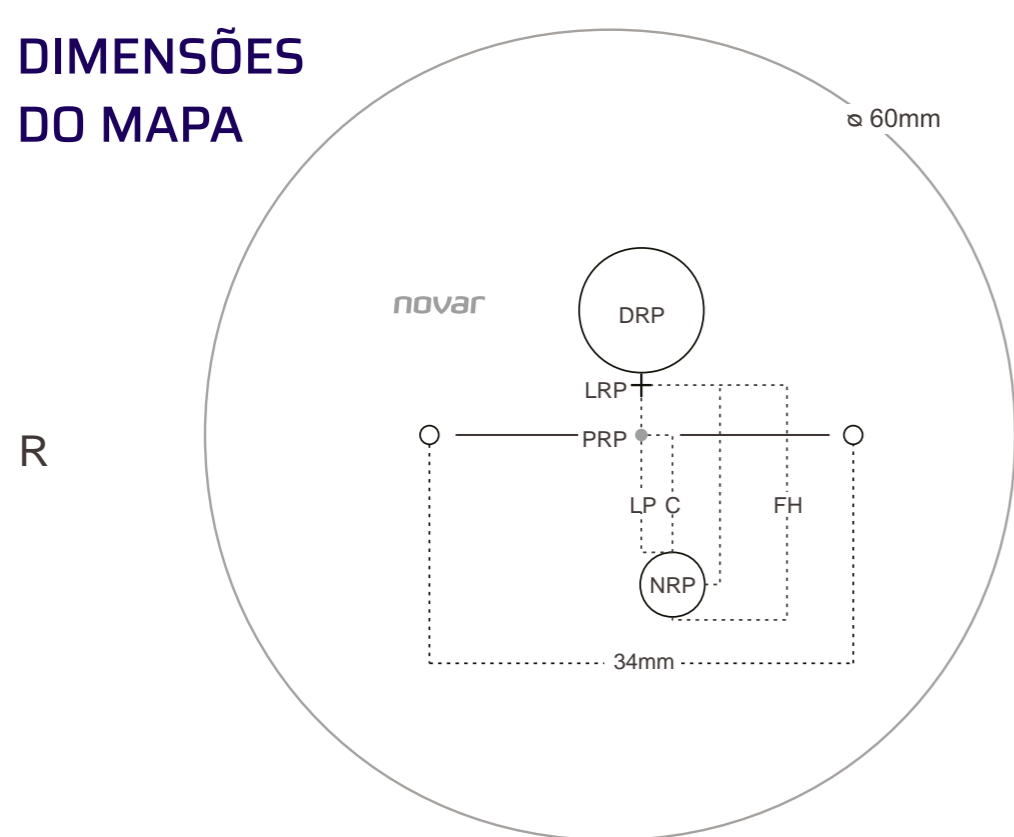 DIMENSÕES
DO MAPA
⌀ 60mm
novar
DRP
LRP
PRP
R
LP C
FH
NRP
34mm